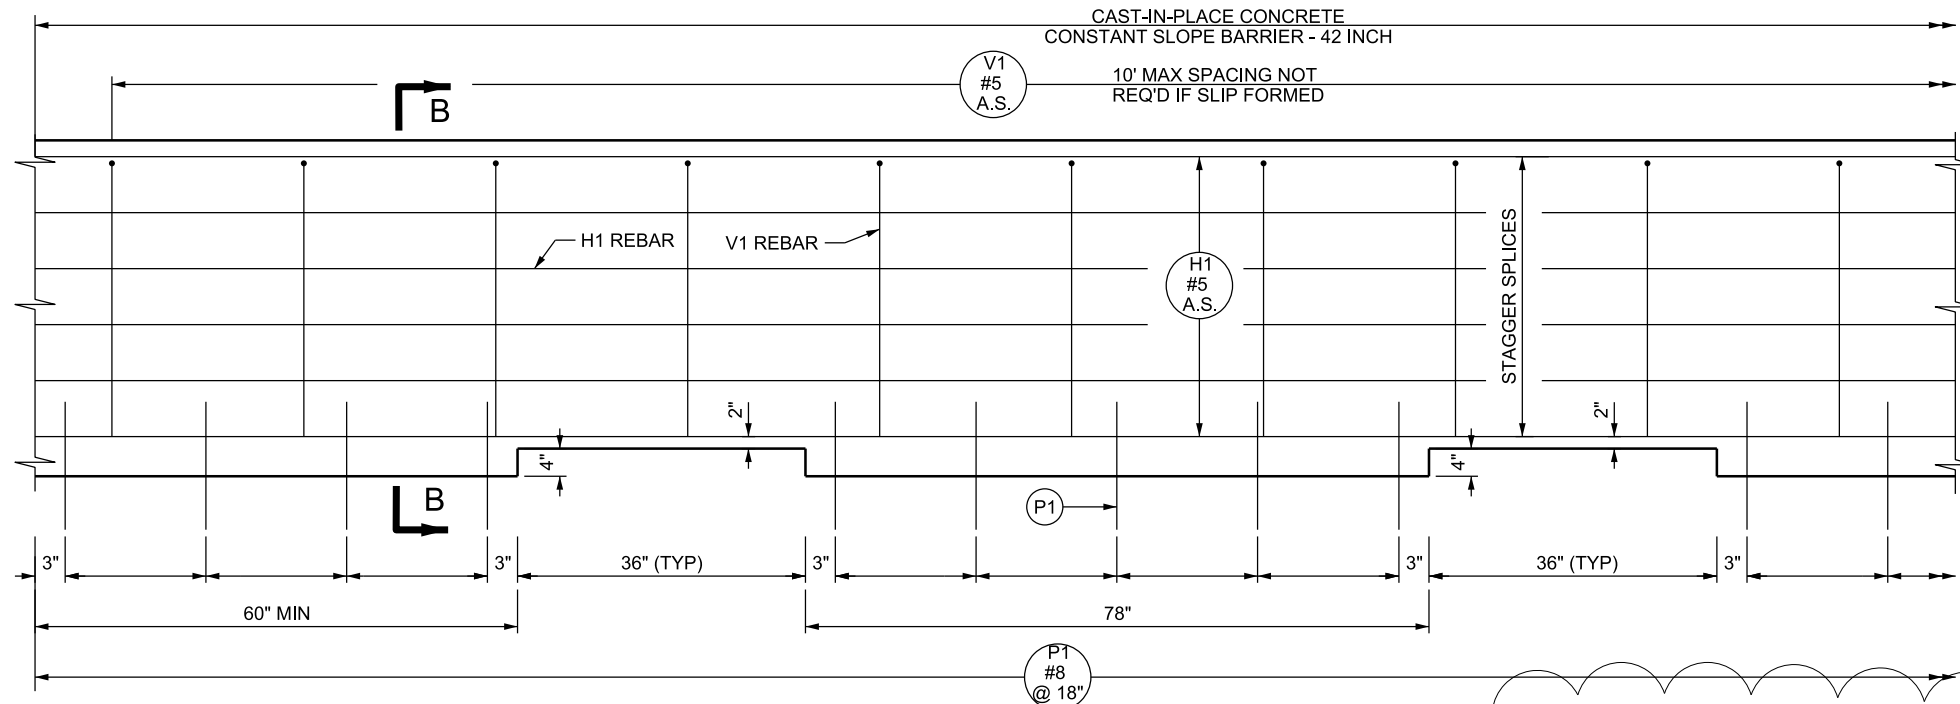 CAST-IN-PLACE CONCRETE
CONSTANT SLOPE BARRIER - 42 INCH
V1
#5
A.S.
10' MAX SPACING NOT
REQ'D IF SLIP FORMED
B
H1 REBAR
V1 REBAR
H1
#5
A.S.
STAGGER SPLICES
2"
2"
4"
4"
B
P1
3"
3"
36" (TYP)
3"
3"
36" (TYP)
3"
60" MIN
78"
P1
#8
@ 18"